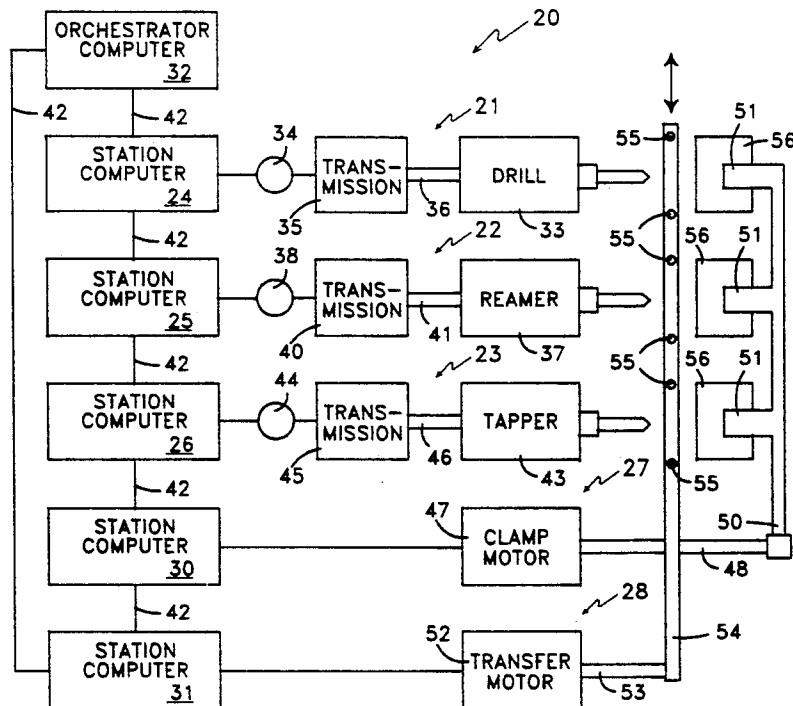 20
ORCHESTRATOR
COMPUTER
32
42
42
STATION
COMPUTER
24
34
TRANS-
MISSION
35
36
21
DRILL
33
55
51
56
42
STATION
COMPUTER
25
38
TRANS-
MISSION
40
41
22
REAMER
37
55
56
51
42
STATION
COMPUTER
26
44
TRANS-
MISSION
45
46
23
TAPPER
43
55
56
51
55
42
STATION
COMPUTER
30
47
CLAMP
MOTOR
27
48
50
42
STATION
COMPUTER
31
52
TRANSFER
MOTOR
28
53
54